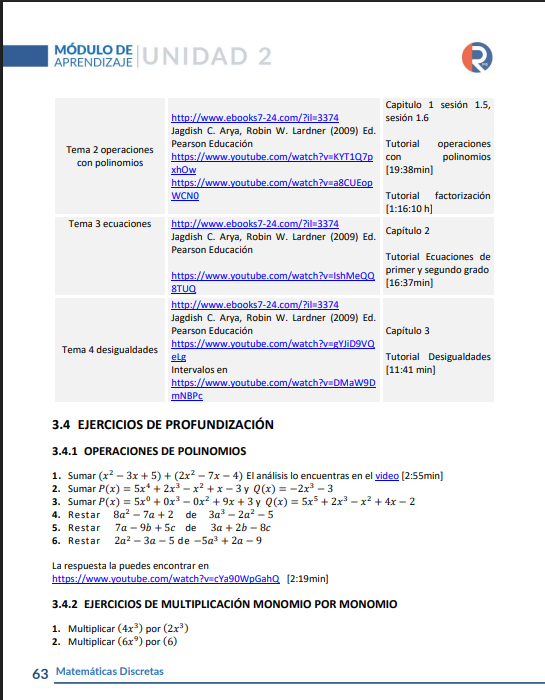 MÓDULO DE
APRENDIZAJE
UNIDAD 2
Tema 2 operaciones
con polinomios
http://www.ebooks7-24.com/?il=3374
Jagdish C. Arya, Robin W. Lardner (2009) Ed.
Pearson Educación
https://www.youtube.com/watch?v=KYT1Q7p
xhOw
https://www.youtube.com/watch?v=a8CUEop
WCN0
Capitulo 1 sesión 1.5,
sesión 1.6
Tutorial operaciones
con polinomios
[19:38min]
Tutorial factorización
[1:16:10 h]
Tema 3 ecuaciones
http://www.ebooks7-24.com/?il=3374
Jagdish C. Arya, Robin W. Lardner (2009) Ed.
Pearson Educación
https://www.youtube.com/watch?v=lshMeQQ
8TUQ
Capítulo 2
Tutorial Ecuaciones de
primer y segundo grado
[16:37min]
Tema 4 desigualdades
http://www.ebooks7-24.com/?il=3374
Jagdish C. Arya, Robin W. Lardner (2009) Ed.
Pearson Educación
https://www.youtube.com/watch?v=gYJiD9VQ
eLg
Intervalos en
https://www.youtube.com/watch?v=DMaW9D
mNBPc
Capítulo 3
Tutorial Desigualdades
[11:41 min]
3.4 EJERCICIOS DE PROFUNDIZACIÓN
3.4.1 OPERACIONES DE POLINOMIOS
1. Sumar (x² − 3x + 5) + (2x² − 7x − 4) El análisis lo encuentras en el video [2:55min]
2. Sumar P(x) = 5x⁴ + 2x³ − x² + x − 3 y Q(x) = −2x³ − 3
3. Sumar P(x) = 5x⁰ + 0x³ − 0x² + 9x + 3 y Q(x) = 5x⁵ + 2x³ − x² + 4x − 2
4. Restar 8a² − 7a + 2 de 3a³ − 2a² − 5
5. Restar 7a − 9b + 5c de 3a + 2b − 8c
6. Restar 2a² − 3a − 5 de −5a³ + 2a − 9
La respuesta la puedes encontrar en
https://www.youtube.com/watch?v=cYa90WpGahQ [2:19min]
3.4.2 EJERCICIOS DE MULTIPLICACIÓN MONOMIO POR MONOMIO
1. Multiplicar (4x³) por (2x³)
2. Multiplicar (6x⁹) por (6)
63 Matemáticas Discretas